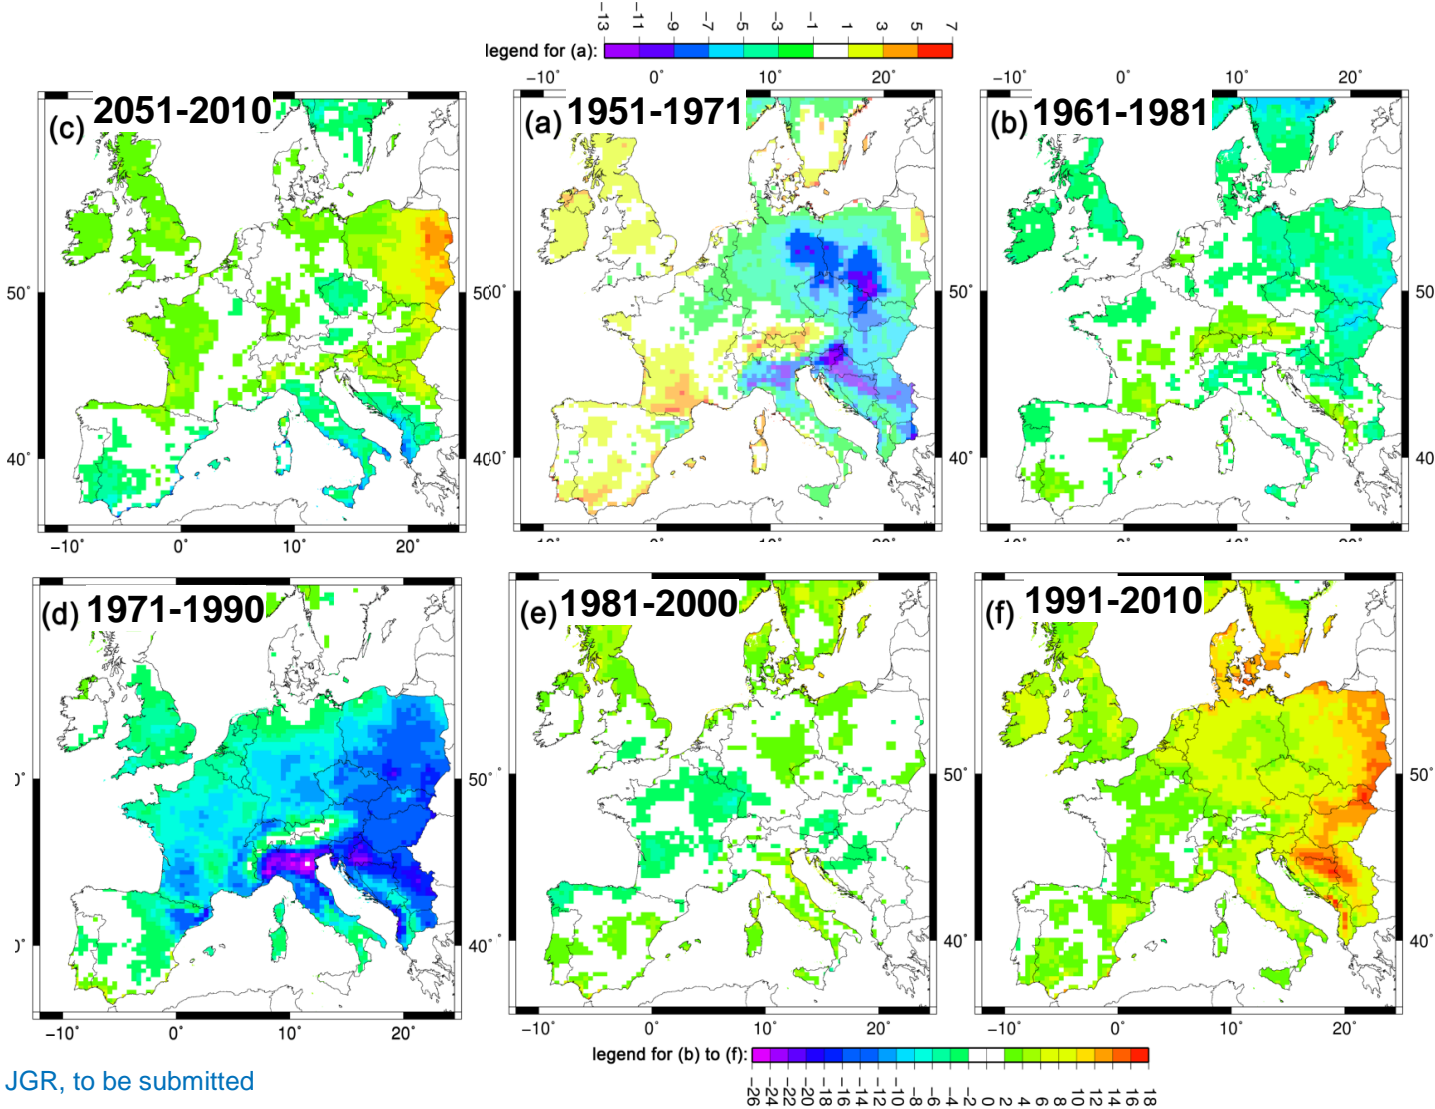 −13 −11 −9 −7 −5 −3 −1 1 3 5 7
legend for (a):
−10° 0° 10° 20° −10° 0° 10° 20°
(c) 2051-2010 (a) 1951-1971 (b) 1961-1981
50° 50° 50
40° 40° 40
−10° 0° 10° 20°
(d) 1971-1990 (e) 1981-2000 (f) 1991-2010
50° 50°
40° 40°
−10° 0° 10° 20° −10° 0° 10° 20° −10° 0° 10° 20°
legend for (b) to (f):
−26 −24 −22 −20 −18 −16 −14 −12 −10 −8 −6 −4 −2 0 2 4 6 8 10 12 14 16 18
JGR, to be submitted